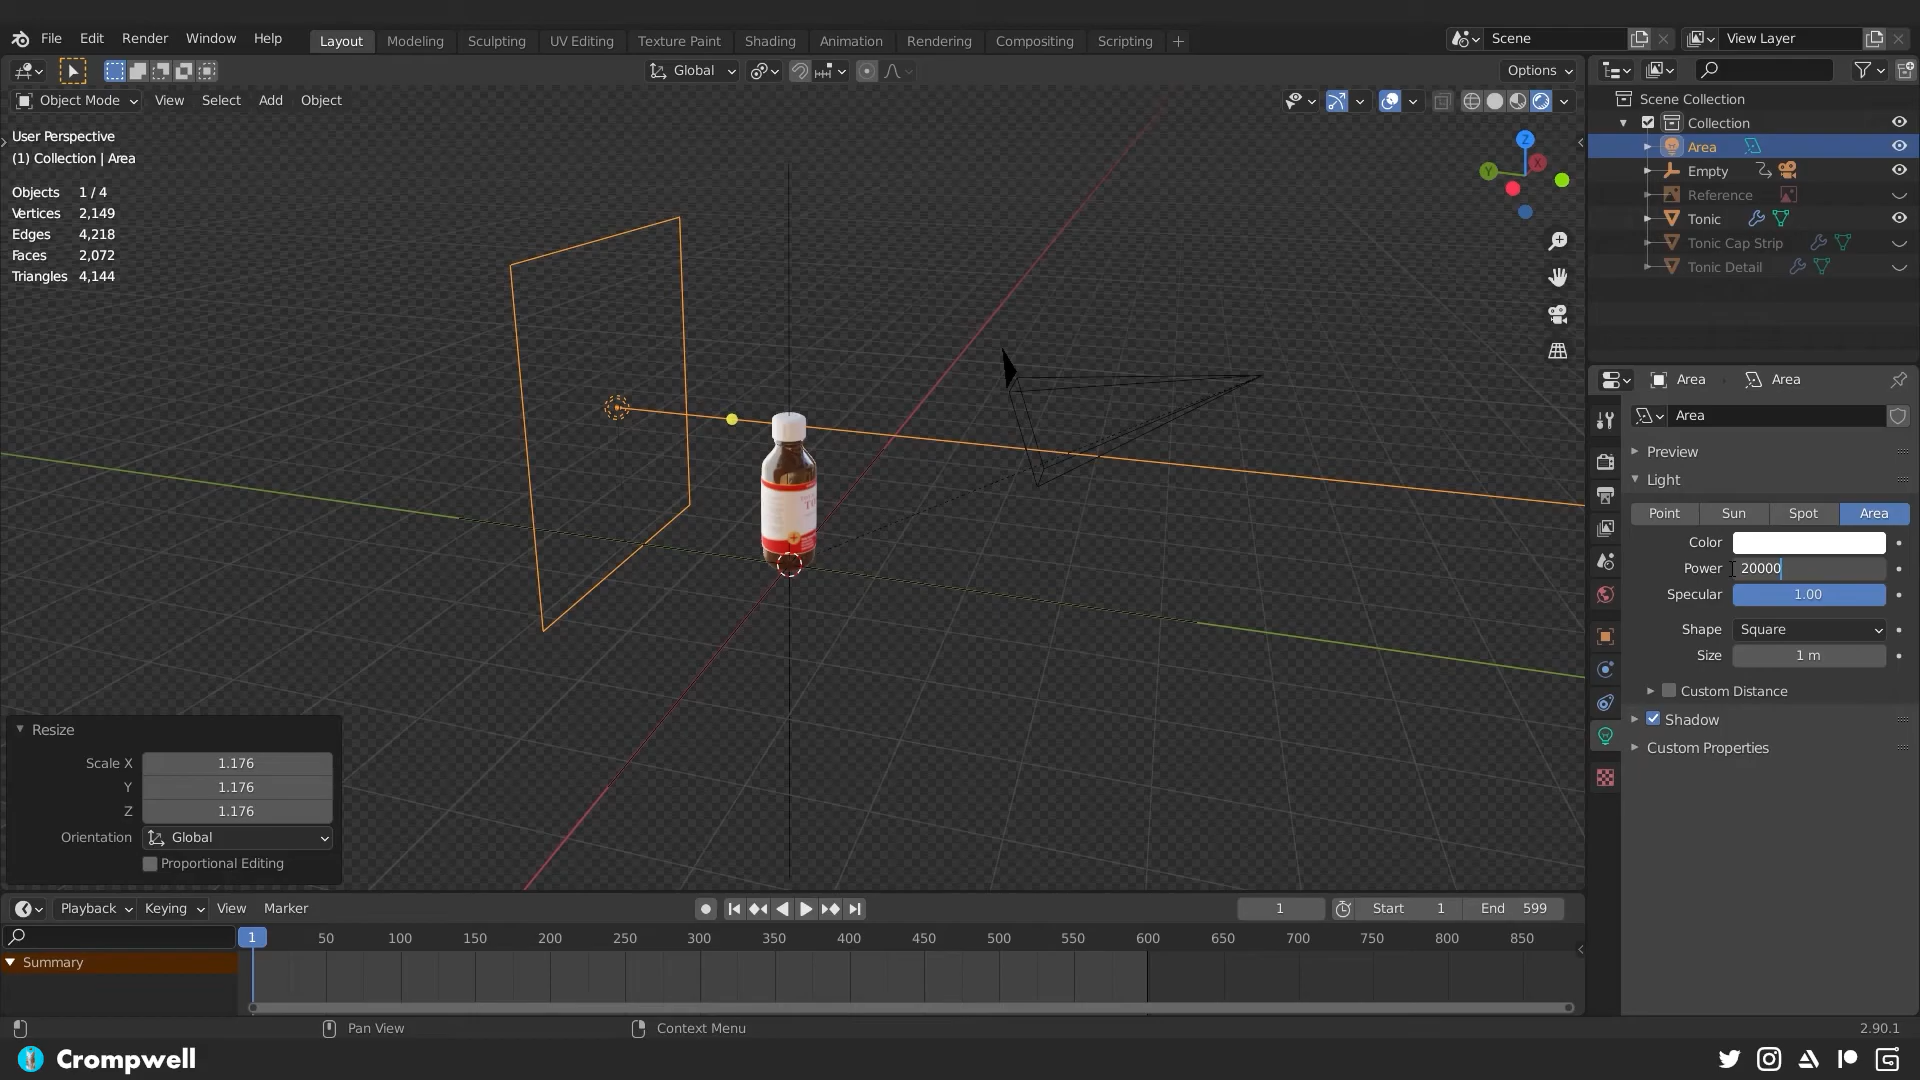 File Edit Render Window Help
Layout Modeling Sculpting UV Editing Texture Paint Shading Animation Rendering Compositing Scripting +
Scene
View Layer
Global
Options
Object Mode View Select Add Object
User Perspective
(1) Collection | Area
Objects 1 / 4
Vertices 2,149
Edges 4,218
Faces 2,072
Triangles 4,144
Z
X
Y
Scene Collection
Collection
Area
Empty
Reference
Tonic
Tonic Cap Strip
Tonic Detail
Area Area
Area
Preview
Light
Point Sun Spot Area
Color
Power 20000
Specular 1.00
Shape Square
Size 1 m
Custom Distance
Shadow
Custom Properties
Resize
Scale X 1.176
Y 1.176
Z 1.176
Orientation Global
Proportional Editing
Playback Keying View Marker
1
Start 1 End 599
1 50 100 150 200 250 300 350 400 450 500 550 600 650 700 750 800 850
Summary
Pan View
Context Menu
2.90.1
Crompwell